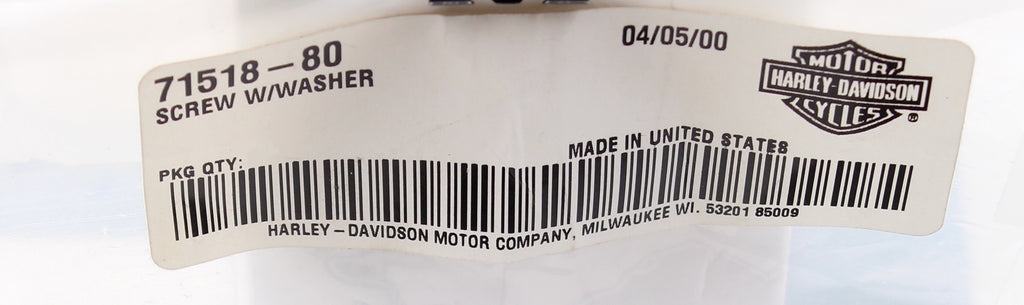 71518-80
SCREW W/WASHER
04/05/00
MOTOR
HARLEY-DAVIDSON
CYCLES
®
MADE IN UNITED STATES
PKG QTY:
HARLEY-DAVIDSON MOTOR COMPANY, MILWAUKEE WI. 53201 85009